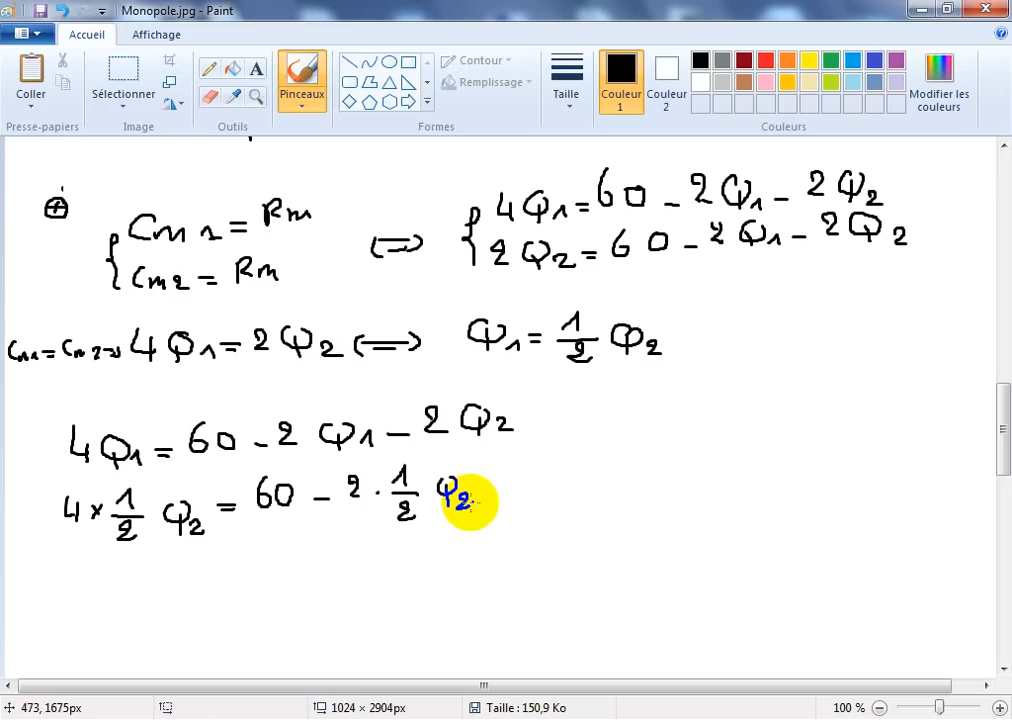 Monopole.jpg - Paint
Accueil
Affichage
Coller
Sélectionner
Pinceaux
Contour
Remplissage
Taille
Couleur 1
Couleur 2
Modifier les couleurs
Presse-papiers
Image
Outils
Formes
Couleurs
⊕ { Cm1 = Rm ⟺ { 4Q1 = 60 - 2Q1 - 2Q2
Cm2 = Rm 2Q2 = 60 - 2Q1 - 2Q2
Cm1 = Cm2 => 4Q1 = 2Q2 ⟺ Q1 = 1/2 Q2
4Q1 = 60 - 2Q1 - 2Q2
4 × 1/2 Q2 = 60 - 2 · 1/2 Q2
473, 1675px
1024 × 2904px
Taille : 150,9 Ko
100 %